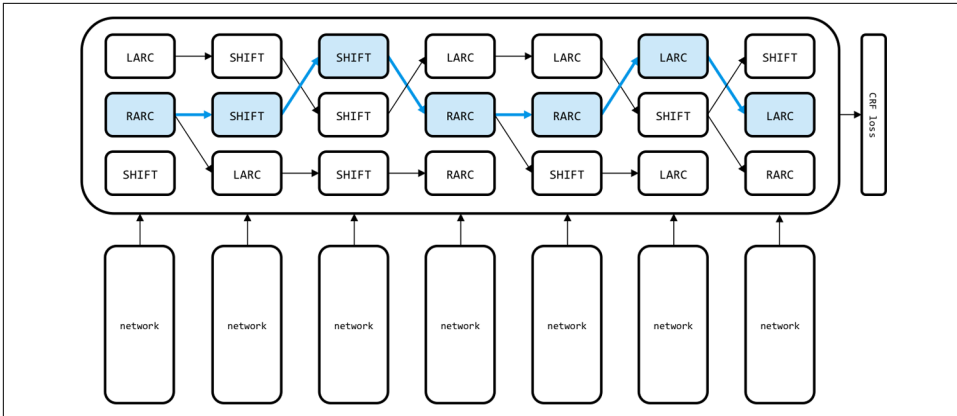 LARC SHIFT SHIFT LARC LARC LARC SHIFT
RARC SHIFT SHIFT RARC RARC SHIFT LARC
SHIFT LARC SHIFT RARC SHIFT LARC RARC
CRF loss
network network network network network network network